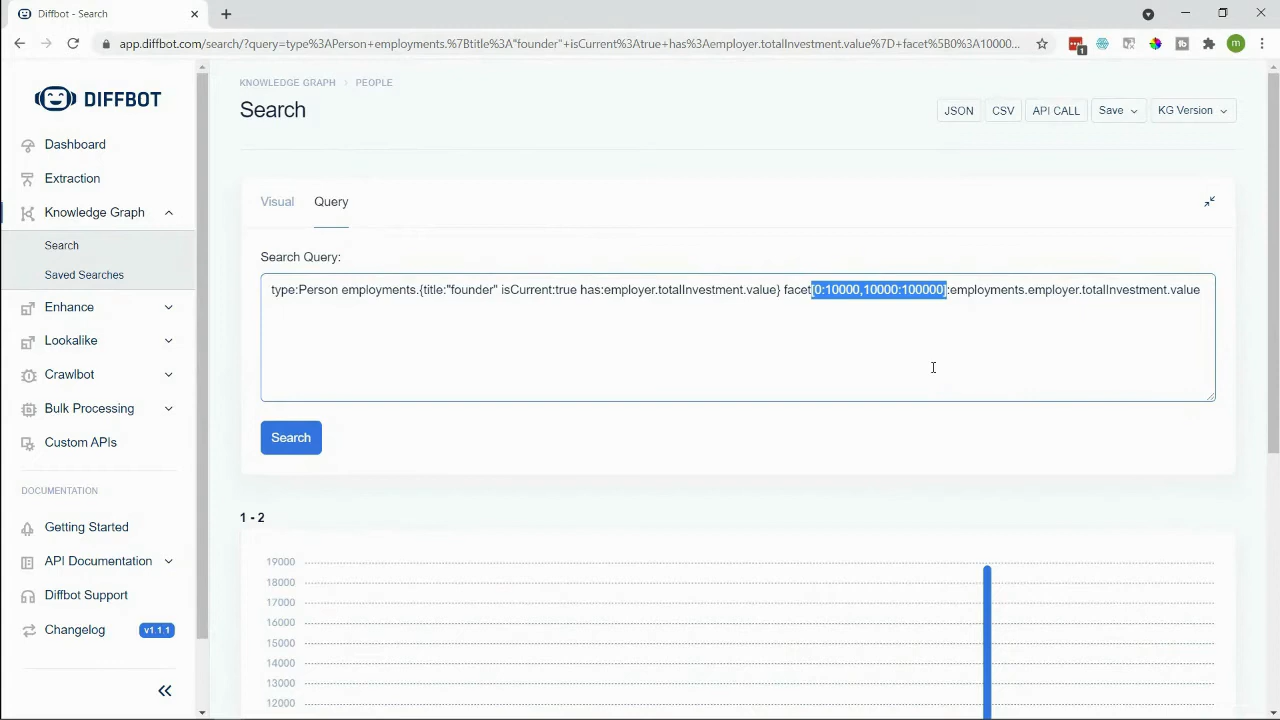 Diffbot - Search
app.diffbot.com/search/?query=type%3APerson+employments.%7Btitle%3A"founder"+isCurrent%3Atrue+has%3Aemployer.totalInvestment.value%7D+facet%5B0%3A10000...
1
m
DIFFBOT
Dashboard
Extraction
Knowledge Graph
Search
Saved Searches
Enhance
Lookalike
Crawlbot
Bulk Processing
Custom APIs
DOCUMENTATION
Getting Started
API Documentation
Diffbot Support
Changelog
v1.1.1
KNOWLEDGE GRAPH > PEOPLE
Search
JSON
CSV
API CALL
Save
KG Version
Visual
Query
Search Query:
type:Person employments.{title:"founder" isCurrent:true has:employer.totalInvestment.value} facet[0:10000,10000:100000]:employments.employer.totalInvestment.value
Search
1 - 2
19000
18000
17000
16000
15000
14000
13000
12000